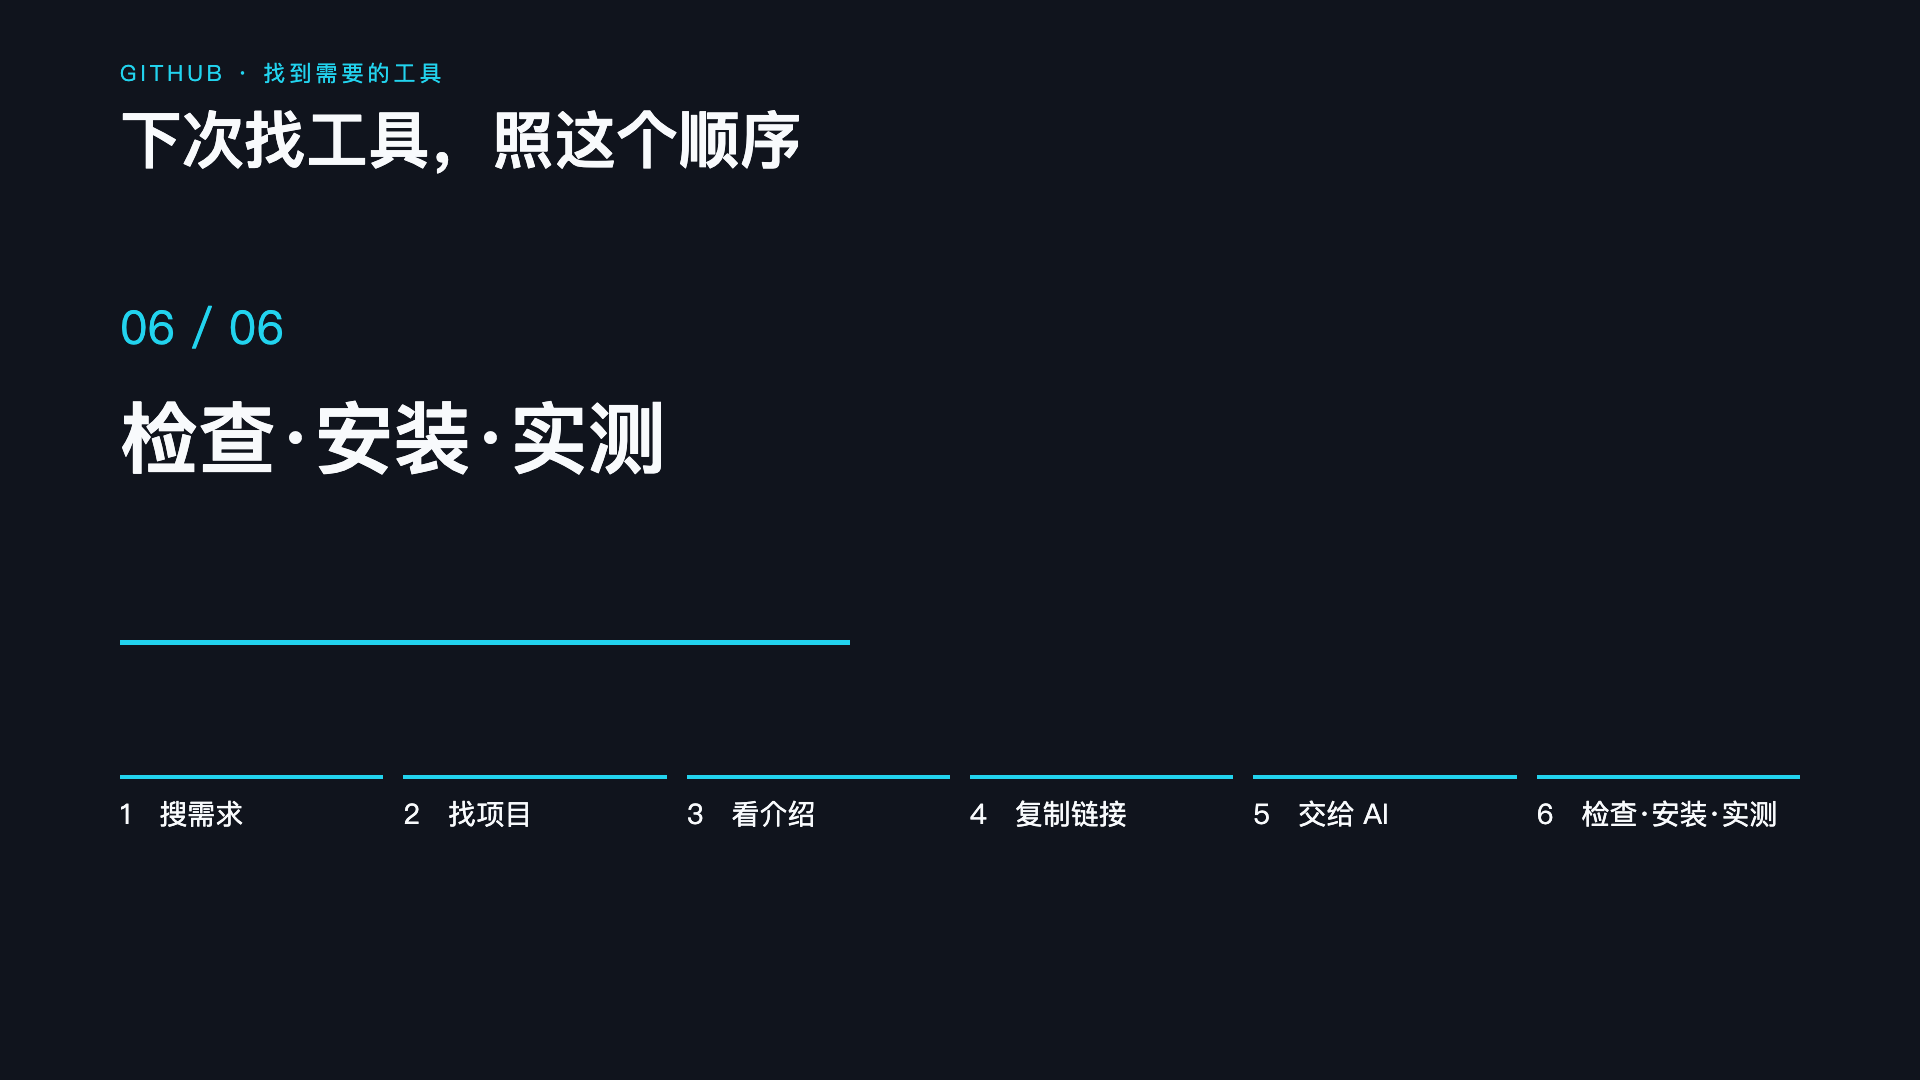 GITHUB · 找到需要的工具
下次找工具，照这个顺序
06 / 06
检查·安装·实测
1 搜需求
2 找项目
3 看介绍
4 复制链接
5 交给 AI
6 检查·安装·实测